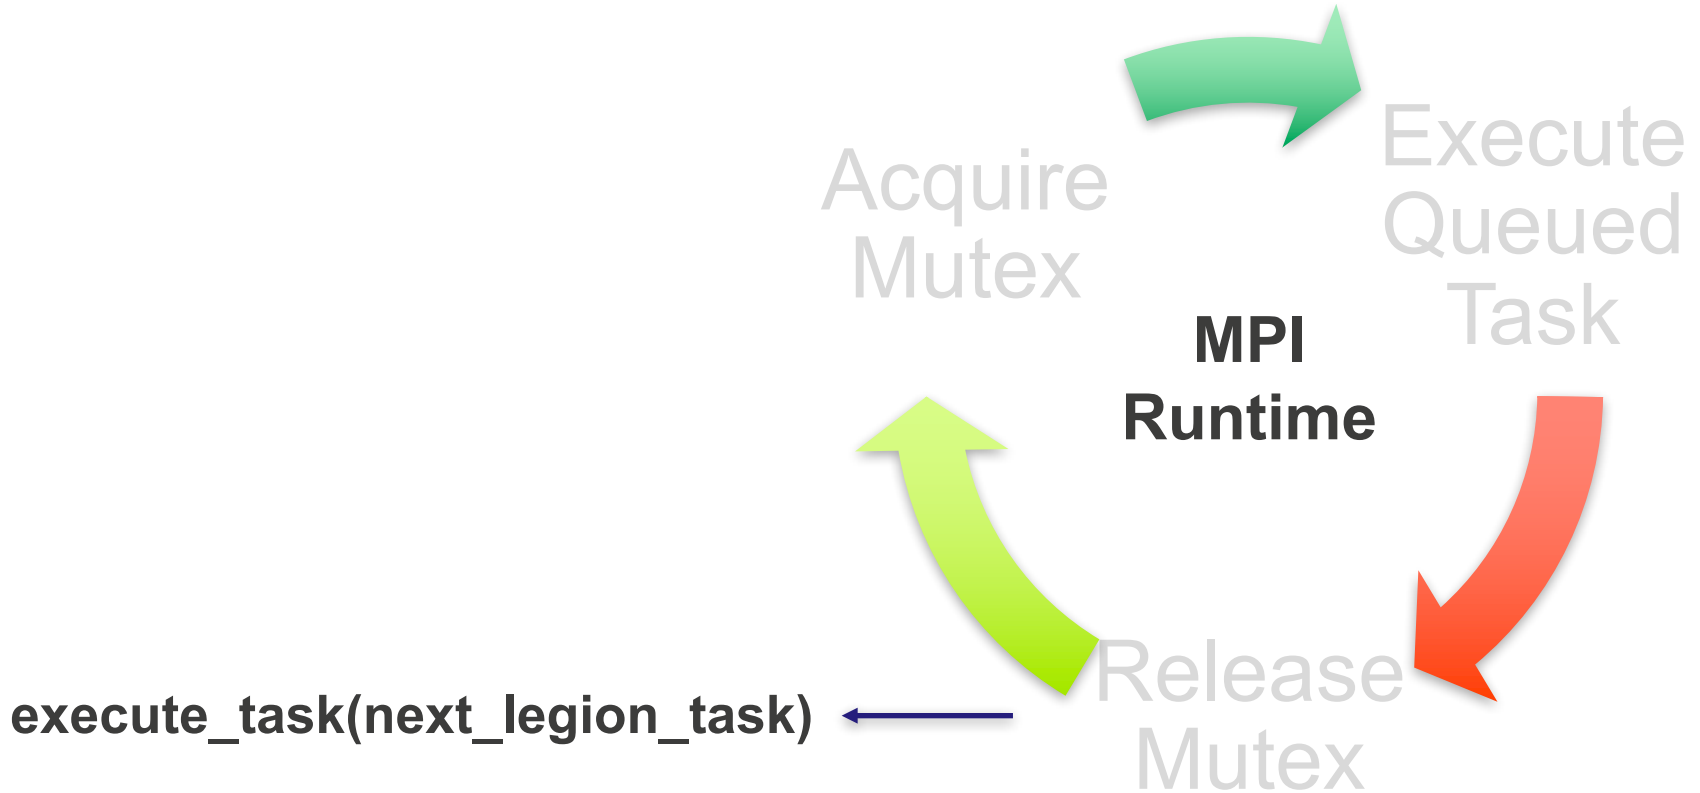 Acquire
Mutex
Execute
Queued
Task
MPI
Runtime
Release
Mutex
execute_task(next_legion_task)